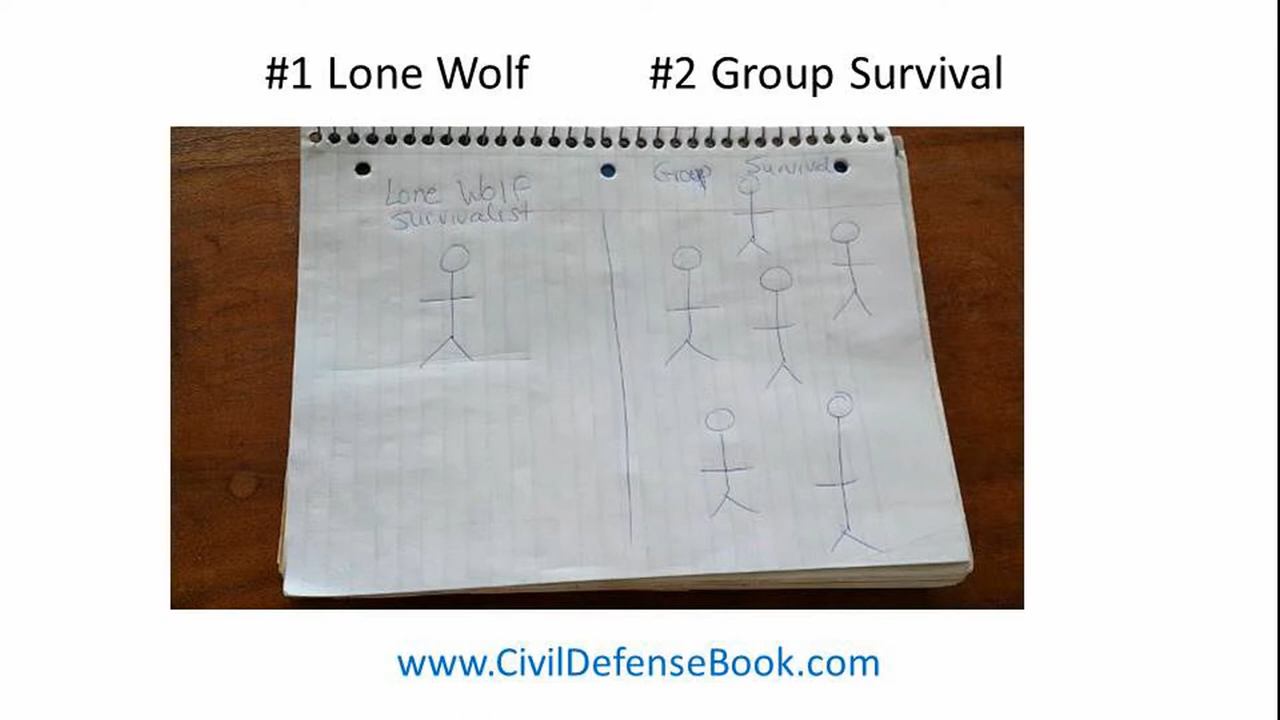 #1 Lone Wolf
#2 Group Survival
Lone Wolf
Survivalist
Group Survival
www.CivilDefenseBook.com